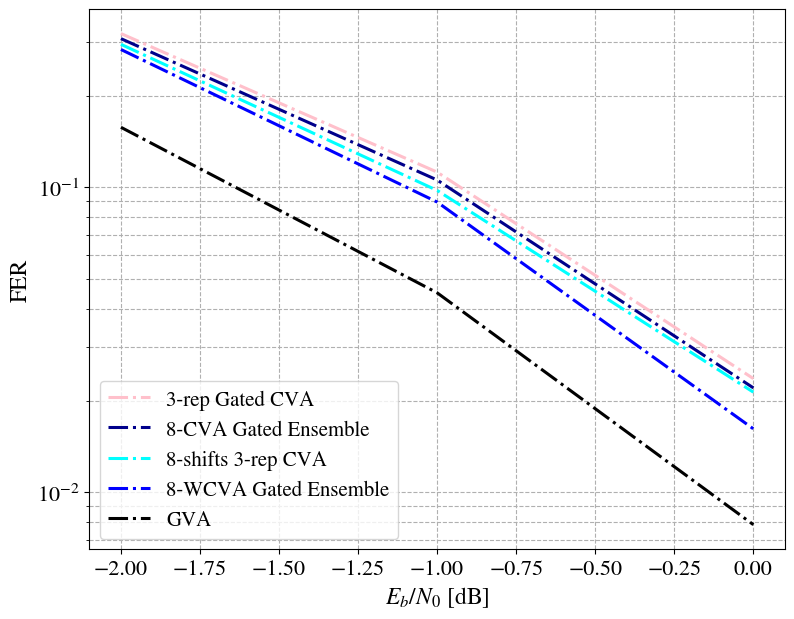 FER
10⁻¹
10⁻²
3-rep Gated CVA
8-CVA Gated Ensemble
8-shifts 3-rep CVA
8-WCVA Gated Ensemble
GVA
−2.00 −1.75 −1.50 −1.25 −1.00 −0.75 −0.50 −0.25 0.00
E_b/N_0 [dB]